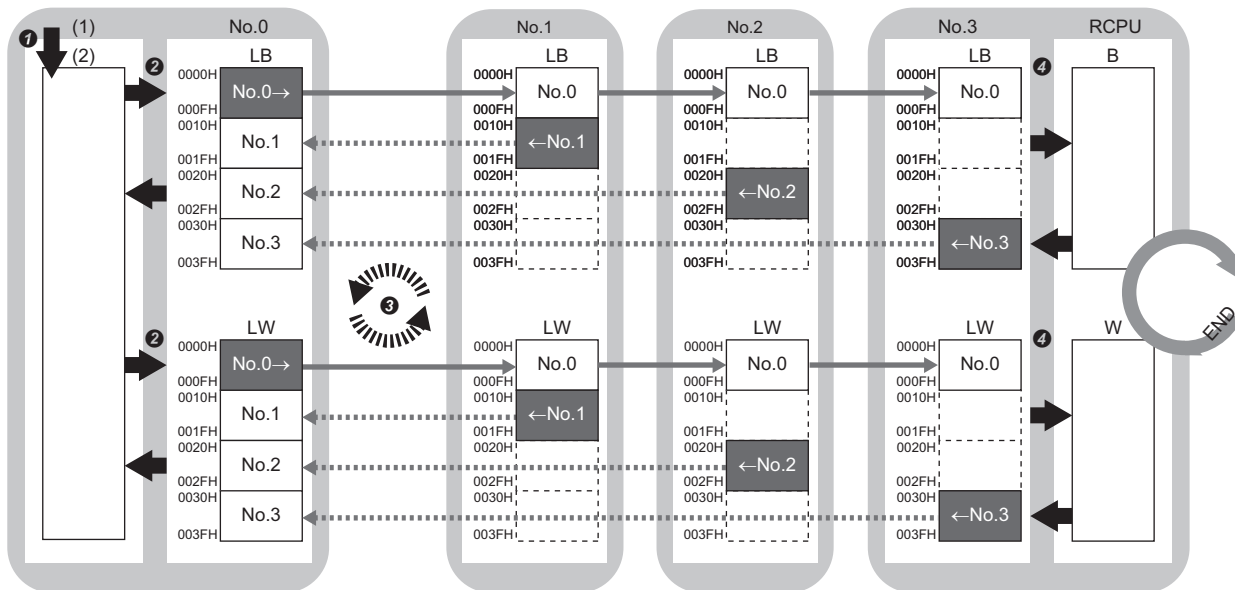 ❶ (1) No.0 No.1 No.2 No.3 RCPU
(2) ❷ LB LB LB LB ❹ B
0000H No.0→ 0000H No.0 0000H No.0 0000H No.0
000FH 000FH 000FH 000FH
0010H No.1 0010H ←No.1 0010H 0010H
001FH 001FH 001FH 001FH
0020H No.2 0020H 0020H ←No.2 0020H
002FH 002FH 002FH 002FH
0030H No.3 0030H 0030H 0030H ←No.3
003FH 003FH 003FH 003FH
❸
END
❷ LW LW LW LW ❹ W
0000H No.0→ 0000H No.0 0000H No.0 0000H No.0
000FH 000FH 000FH 000FH
0010H No.1 0010H ←No.1 0010H 0010H
001FH 001FH 001FH 001FH
0020H No.2 0020H 0020H ←No.2 0020H
002FH 002FH 002FH 002FH
0030H No.3 0030H 0030H 0030H ←No.3
003FH 003FH 003FH 003FH